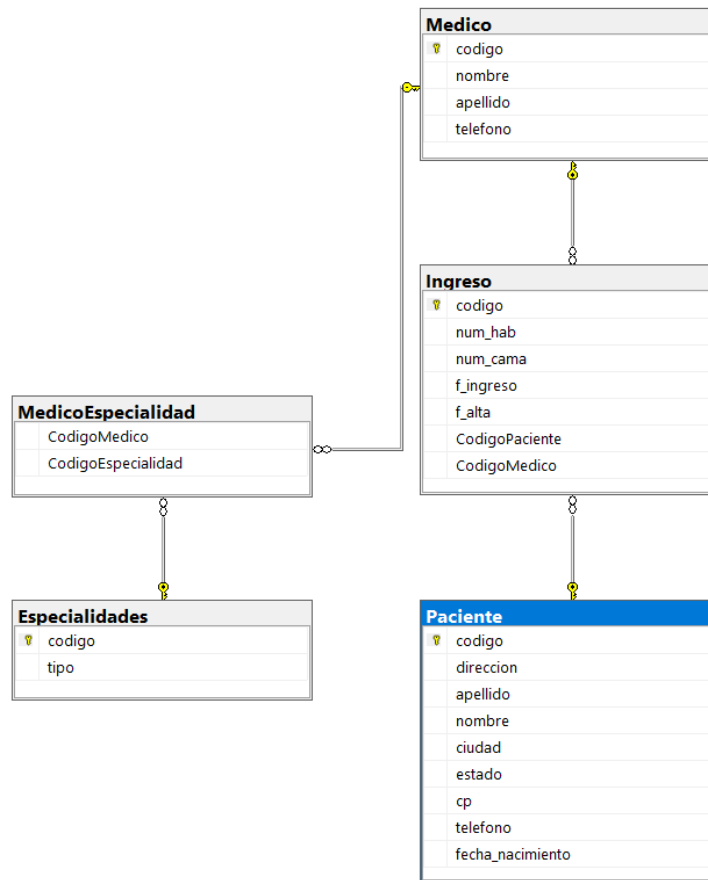 Medico
codigo
nombre
apellido
telefono
Ingreso
codigo
num_hab
num_cama
f_ingreso
f_alta
CodigoPaciente
CodigoMedico
MedicoEspecialidad
CodigoMedico
CodigoEspecialidad
Especialidades
codigo
tipo
Paciente
codigo
direccion
apellido
nombre
ciudad
estado
cp
telefono
fecha_nacimiento